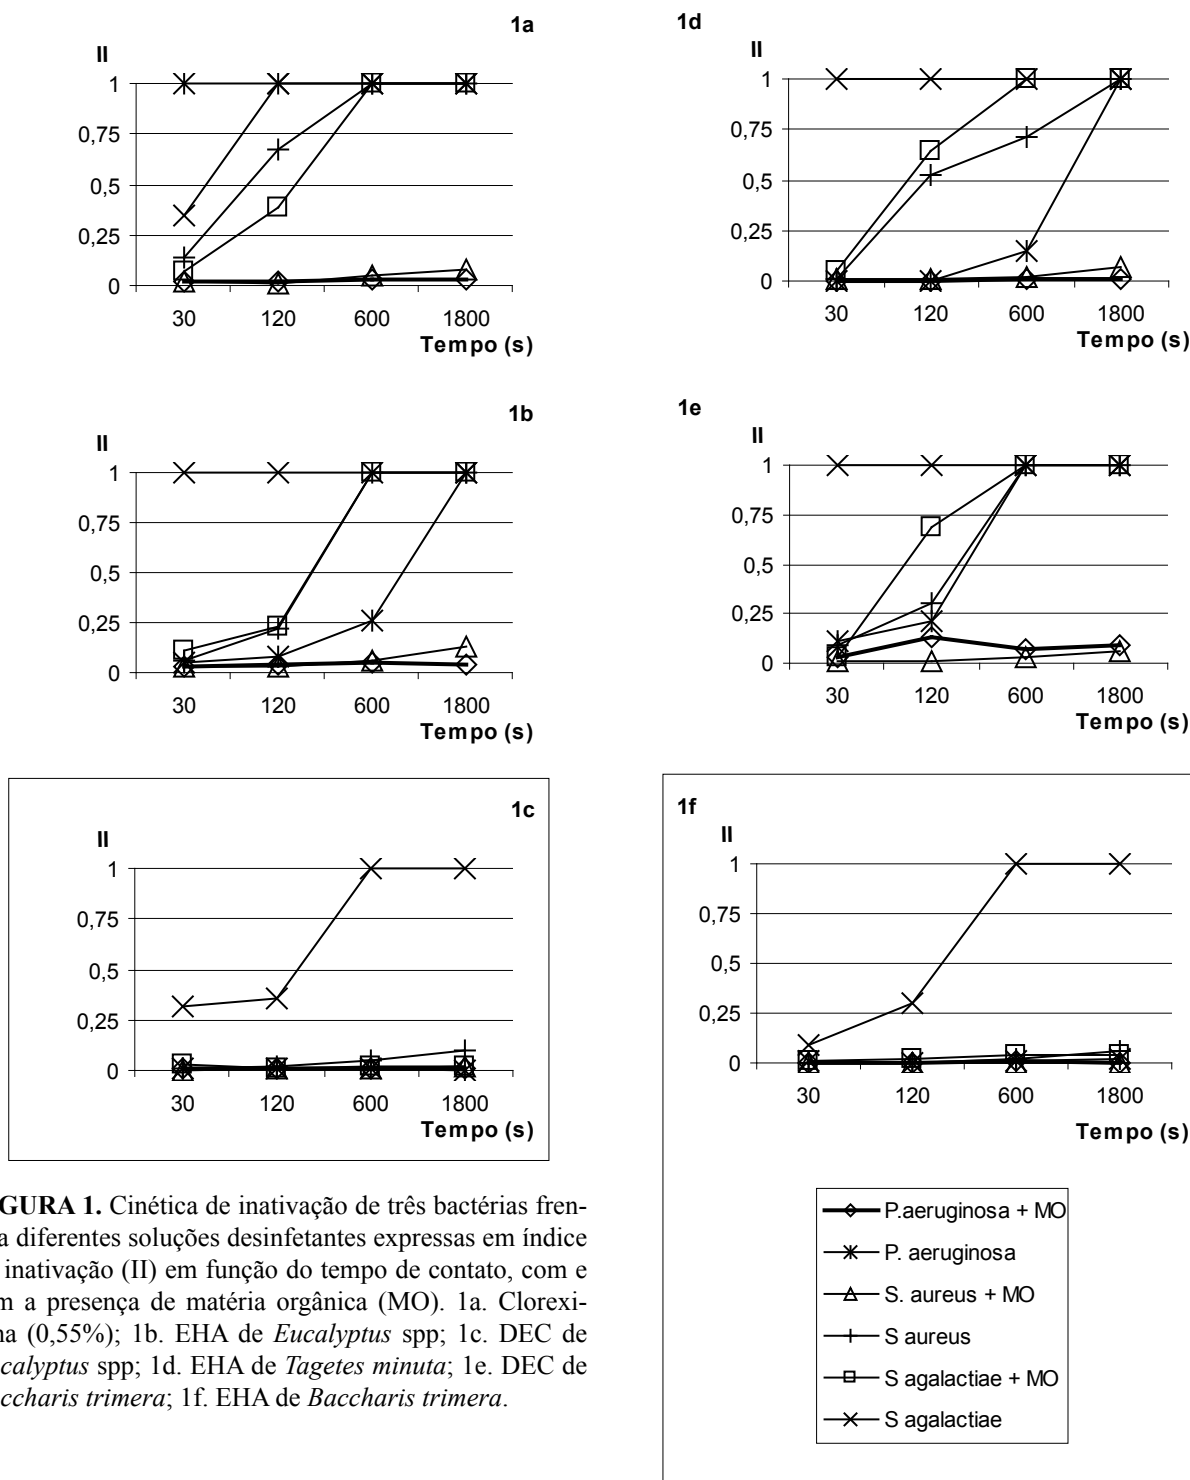 1a
II
1
0,75
0,5
0,25
0
30 120 600 1800
Tempo (s)
1b
II
1
0,75
0,5
0,25
0
30 120 600 1800
Tempo (s)
1c
II
1
0,75
0,5
0,25
0
30 120 600 1800
Tempo (s)
GURA 1. Cinética de inativação de três bactérias fren-
a diferentes soluções desinfetantes expressas em índice
inativação (II) em função do tempo de contato, com e
m a presença de matéria orgânica (MO). 1a. Clorexi-
na (0,55%); 1b. EHA de Eucalyptus spp; 1c. DEC de
calyptus spp; 1d. EHA de Tagetes minuta; 1e. DEC de
ccharis trimera; 1f. EHA de Baccharis trimera.
1d
II
1
0,75
0,5
0,25
0
30 120 600 1800
Tempo (s)
1e
II
1
0,75
0,5
0,25
0
30 120 600 1800
Tempo (s)
1f
II
1
0,75
0,5
0,25
0
30 120 600 1800
Tempo (s)
P.aeruginosa + MO
P. aeruginosa
S. aureus + MO
S aureus
S agalactiae + MO
S agalactiae